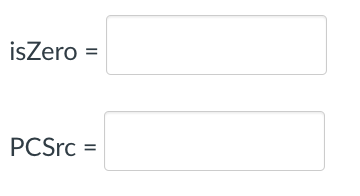 isZero =
PCSrc =